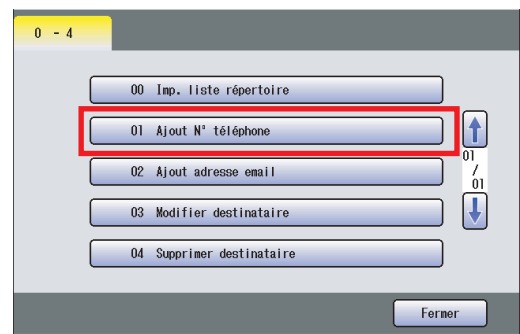 0 - 4
00 Imp. liste répertoire
01 Ajout N° téléphone
02 Ajout adresse email
03 Modifier destinataire
04 Supprimer destinataire
01
/
01
Fermer